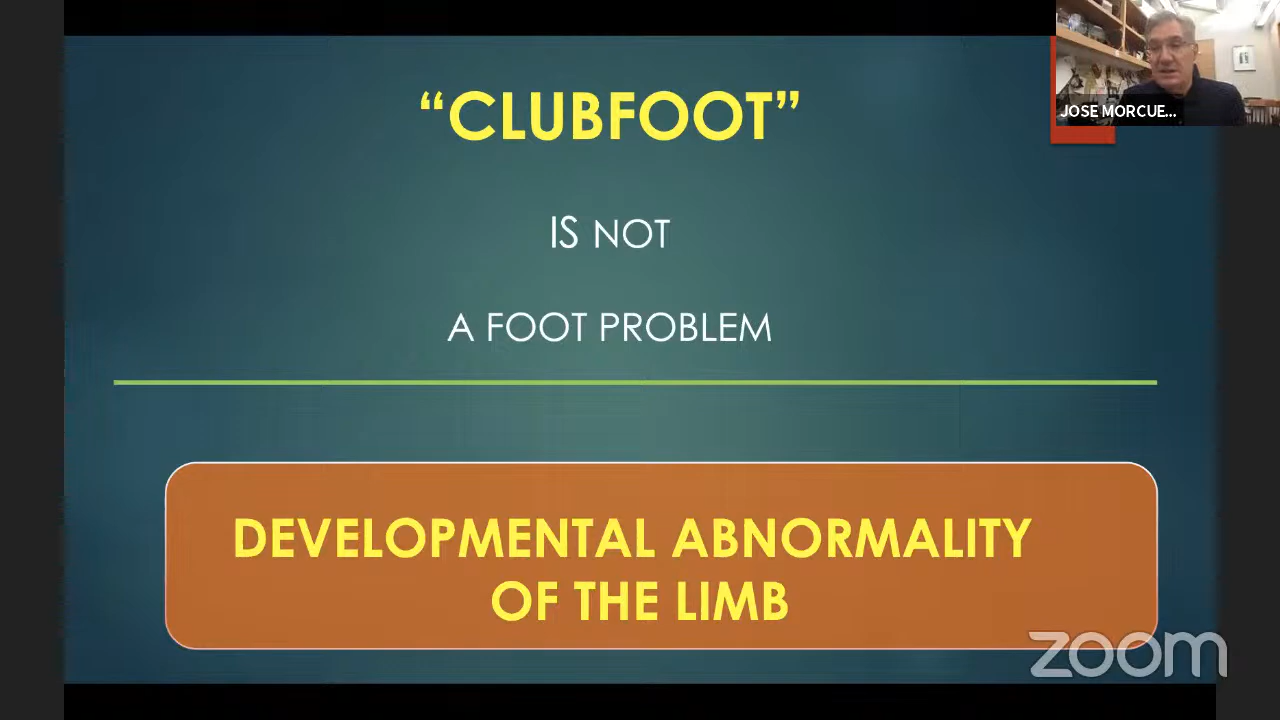 “CLUBFOOT”
IS NOT
A FOOT PROBLEM
DEVELOPMENTAL ABNORMALITY
OF THE LIMB
JOSE MORCUE...
zoom